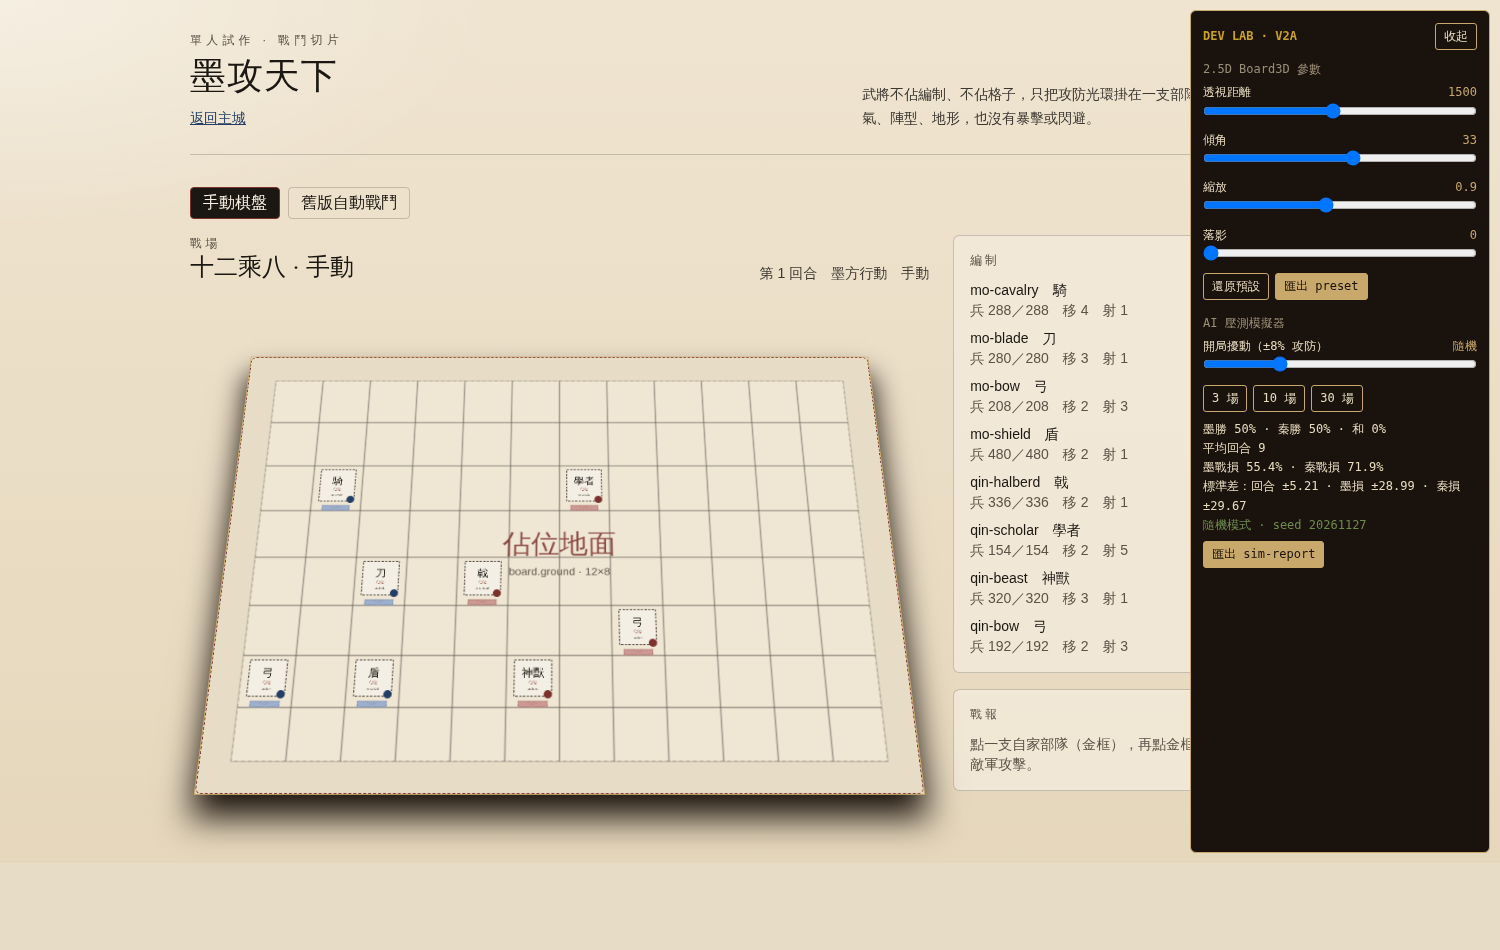 單人試作 · 戰鬥切片
墨攻天下
返回主城
武將不佔編制、不佔格子，只把攻防光環掛在一支部
氣、陣型、地形，也沒有暴擊或閃避。
手動棋盤
舊版自動戰鬥
戰場
十二乘八 · 手動
第 1 回合 墨方行動 手動
騎
學者
佔位地面
board.ground · 12×8
刀
戟
弓
弓
盾
神獸
編制
mo-cavalry 騎
兵 288／288 移 4 射 1
mo-blade 刀
兵 280／280 移 3 射 1
mo-bow 弓
兵 208／208 移 2 射 3
mo-shield 盾
兵 480／480 移 2 射 1
qin-halberd 戟
兵 336／336 移 2 射 1
qin-scholar 學者
兵 154／154 移 2 射 5
qin-beast 神獸
兵 320／320 移 3 射 1
qin-bow 弓
兵 192／192 移 2 射 3
戰報
點一支自家部隊（金框），再點金框
敵軍攻擊。
DEV LAB · V2A
收起
2.5D Board3D 參數
透視距離 1500
傾角 33
縮放 0.9
落影 0
還原預設
匯出 preset
AI 壓測模擬器
開局擾動（±8% 攻防） 隨機
3 場
10 場
30 場
墨勝 50% · 秦勝 50% · 和 0%
平均回合 9
墨戰損 55.4% · 秦戰損 71.9%
標準差：回合 ±5.21 · 墨損 ±28.99 · 秦損
±29.67
隨機模式 · seed 20261127
匯出 sim-report